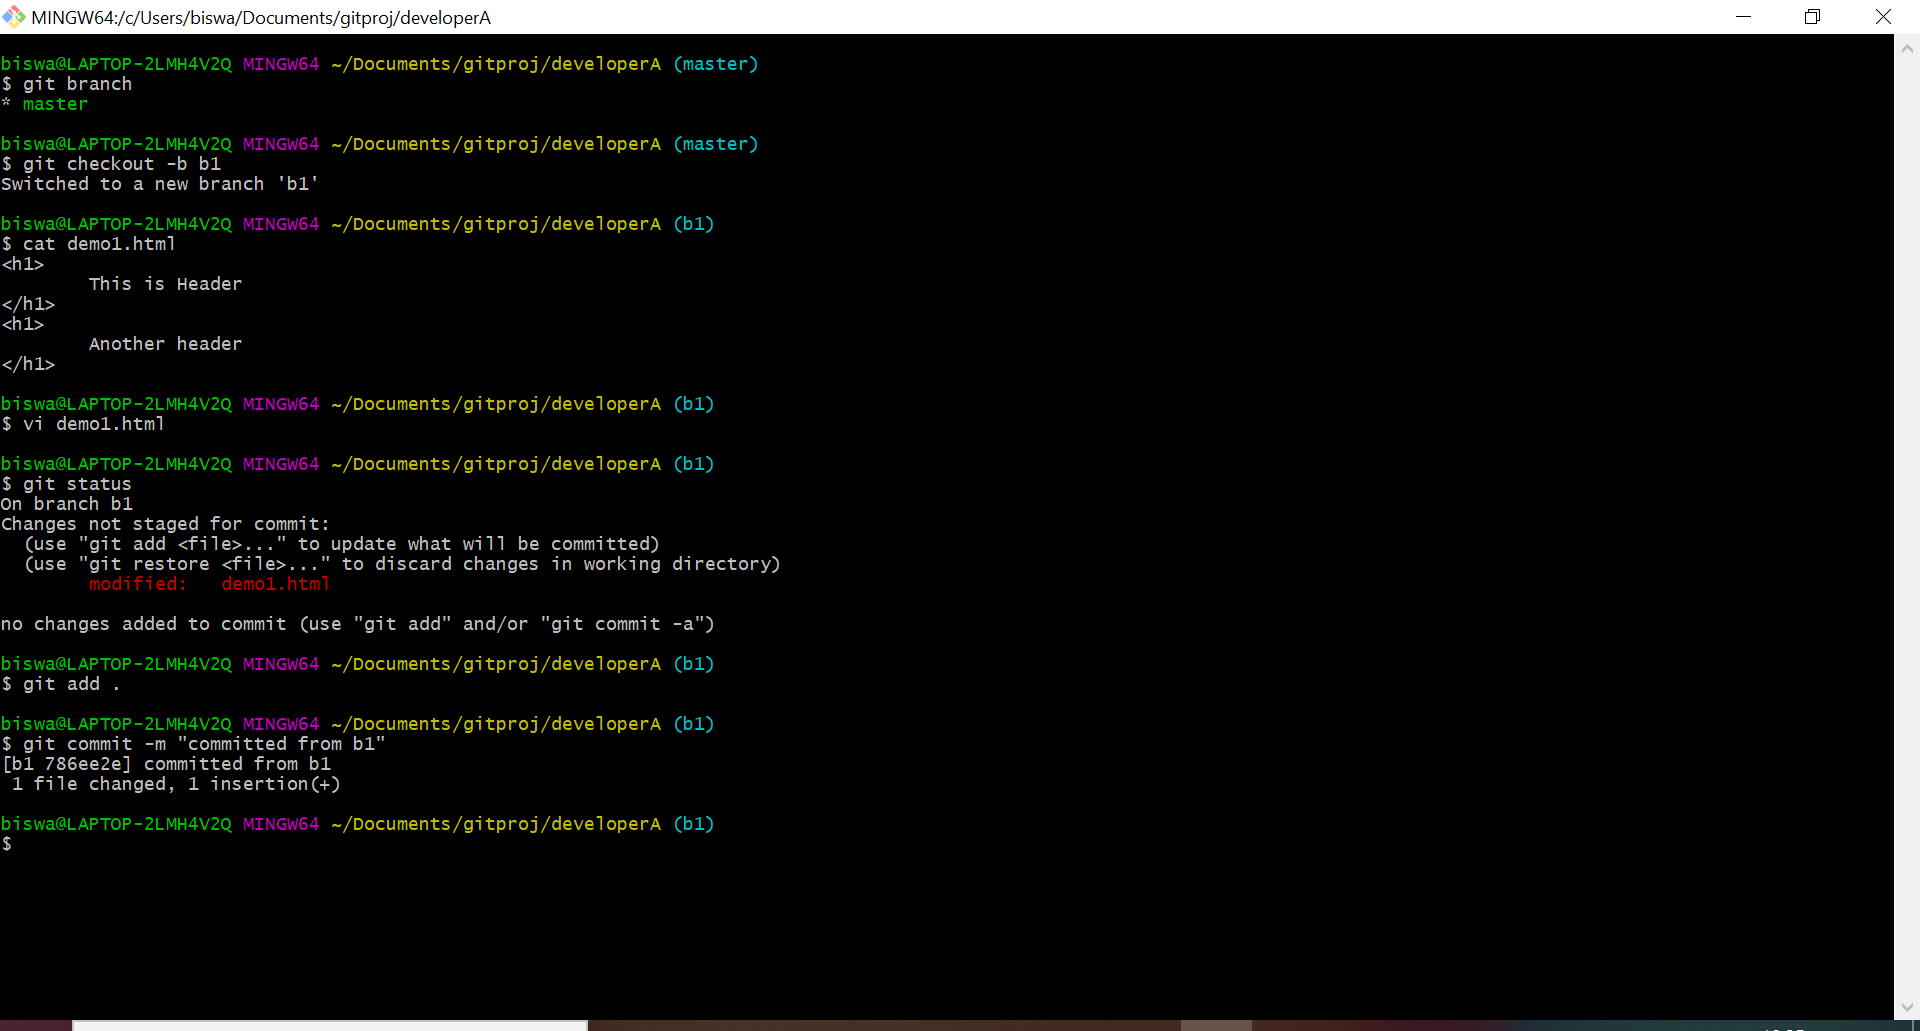 MINGW64:/c/Users/biswa/Documents/gitproj/developerA
biswa@LAPTOP-2LMH4V2Q MINGW64 ~/Documents/gitproj/developerA (master)
$ git branch
* master
biswa@LAPTOP-2LMH4V2Q MINGW64 ~/Documents/gitproj/developerA (master)
$ git checkout -b b1
Switched to a new branch 'b1'
biswa@LAPTOP-2LMH4V2Q MINGW64 ~/Documents/gitproj/developerA (b1)
$ cat demo1.html
<h1>
        This is Header
</h1>
<h1>
        Another header
</h1>
biswa@LAPTOP-2LMH4V2Q MINGW64 ~/Documents/gitproj/developerA (b1)
$ vi demo1.html
biswa@LAPTOP-2LMH4V2Q MINGW64 ~/Documents/gitproj/developerA (b1)
$ git status
On branch b1
Changes not staged for commit:
  (use "git add <file>..." to update what will be committed)
  (use "git restore <file>..." to discard changes in working directory)
        modified:   demo1.html
no changes added to commit (use "git add" and/or "git commit -a")
biswa@LAPTOP-2LMH4V2Q MINGW64 ~/Documents/gitproj/developerA (b1)
$ git add .
biswa@LAPTOP-2LMH4V2Q MINGW64 ~/Documents/gitproj/developerA (b1)
$ git commit -m "committed from b1"
[b1 786ee2e] committed from b1
 1 file changed, 1 insertion(+)
biswa@LAPTOP-2LMH4V2Q MINGW64 ~/Documents/gitproj/developerA (b1)
$